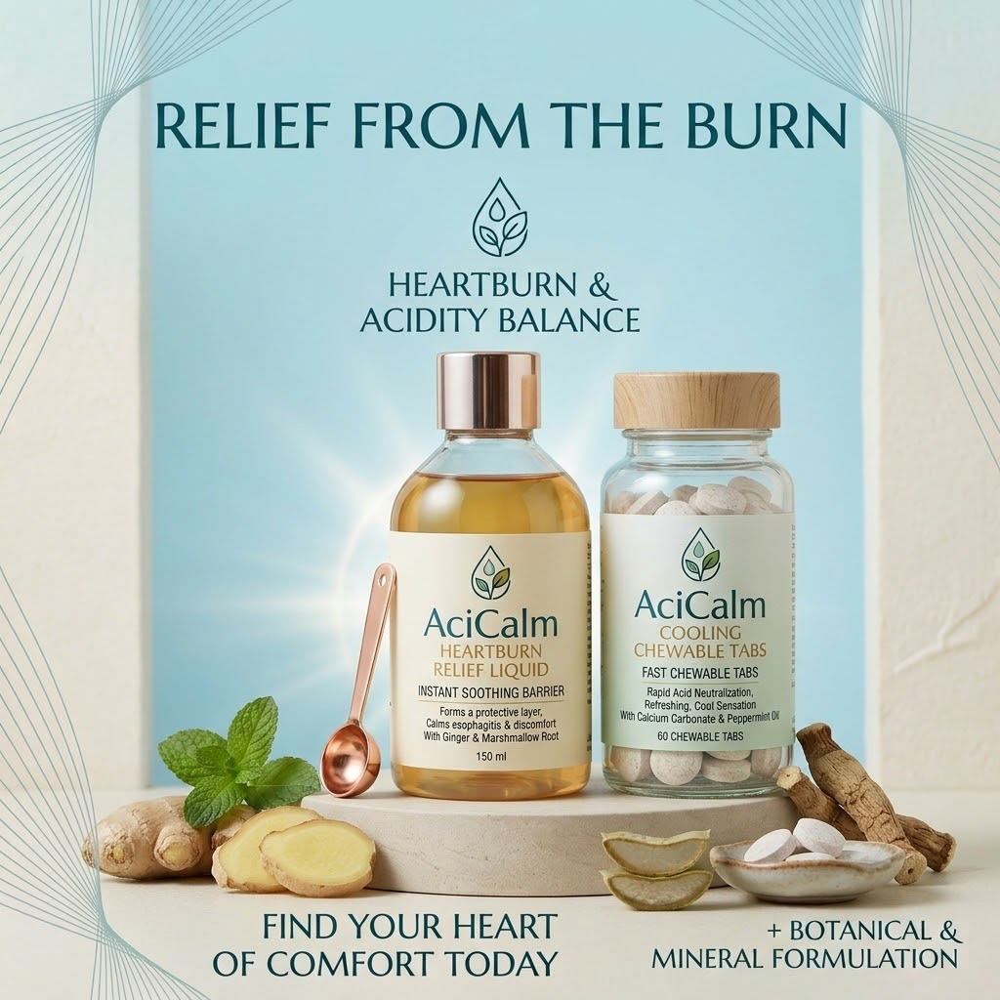 RELIEF FROM THE BURN
HEARTBURN &
ACIDITY BALANCE
AciCalm
HEARTBURN
RELIEF LIQUID
INSTANT SOOTHING BARRIER
Forms a protective layer,
Calms esophagitis & discomfort
With Ginger & Marshmallow Root
150 ml
AciCalm
COOLING
CHEWABLE TABS
FAST CHEWABLE TABS
Rapid Acid Neutralization,
Refreshing, Cool Sensation
With Calcium Carbonate & Peppermint Oil
60 CHEWABLE TABS
FIND YOUR HEART
OF COMFORT TODAY
+ BOTANICAL &
MINERAL FORMULATION